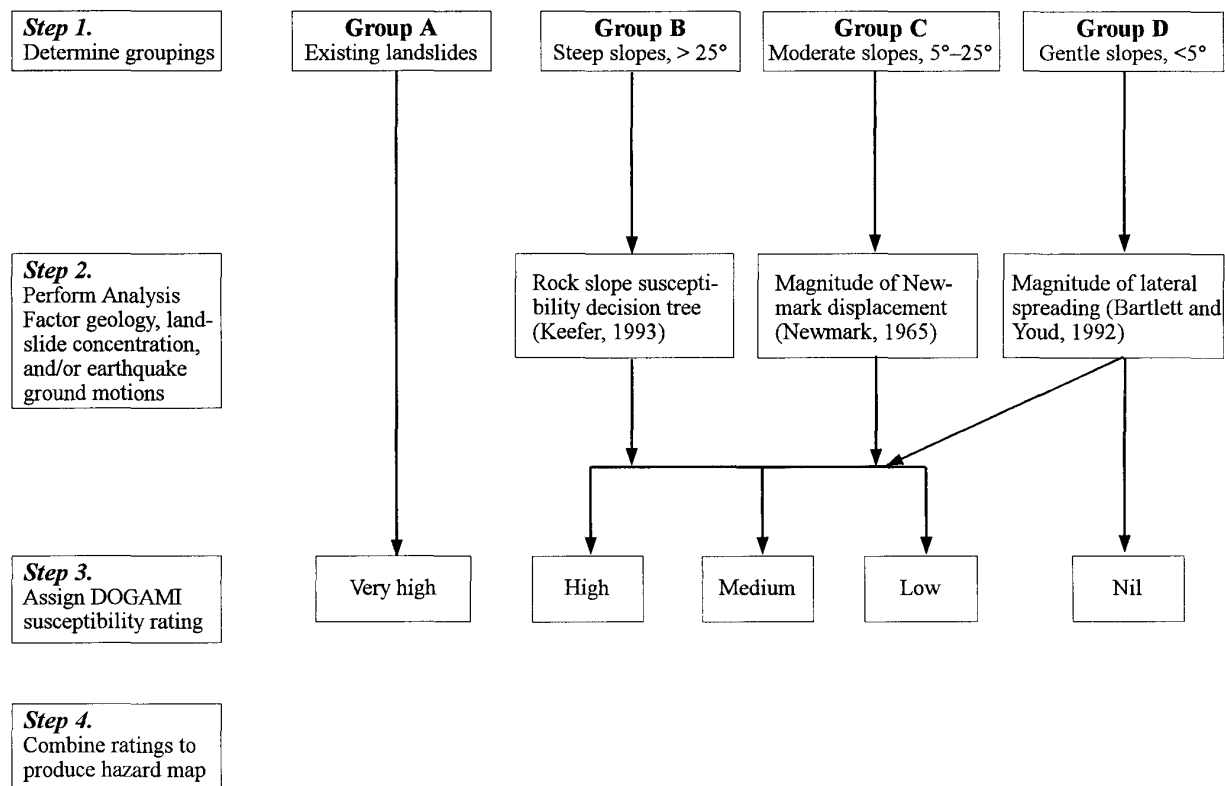 Step 1.
Determine groupings
Group A
Existing landslides
Group B
Steep slopes, > 25°
Group C
Moderate slopes, 5°–25°
Group D
Gentle slopes, <5°
Step 2.
Perform Analysis
Factor geology, land-
slide concentration,
and/or earthquake
ground motions
Rock slope suscepti-
bility decision tree
(Keefer, 1993)
Magnitude of New-
mark displacement
(Newmark, 1965)
Magnitude of lateral
spreading (Bartlett and
Youd, 1992)
Step 3.
Assign DOGAMI
susceptibility rating
Very high
High
Medium
Low
Nil
Step 4.
Combine ratings to
produce hazard map